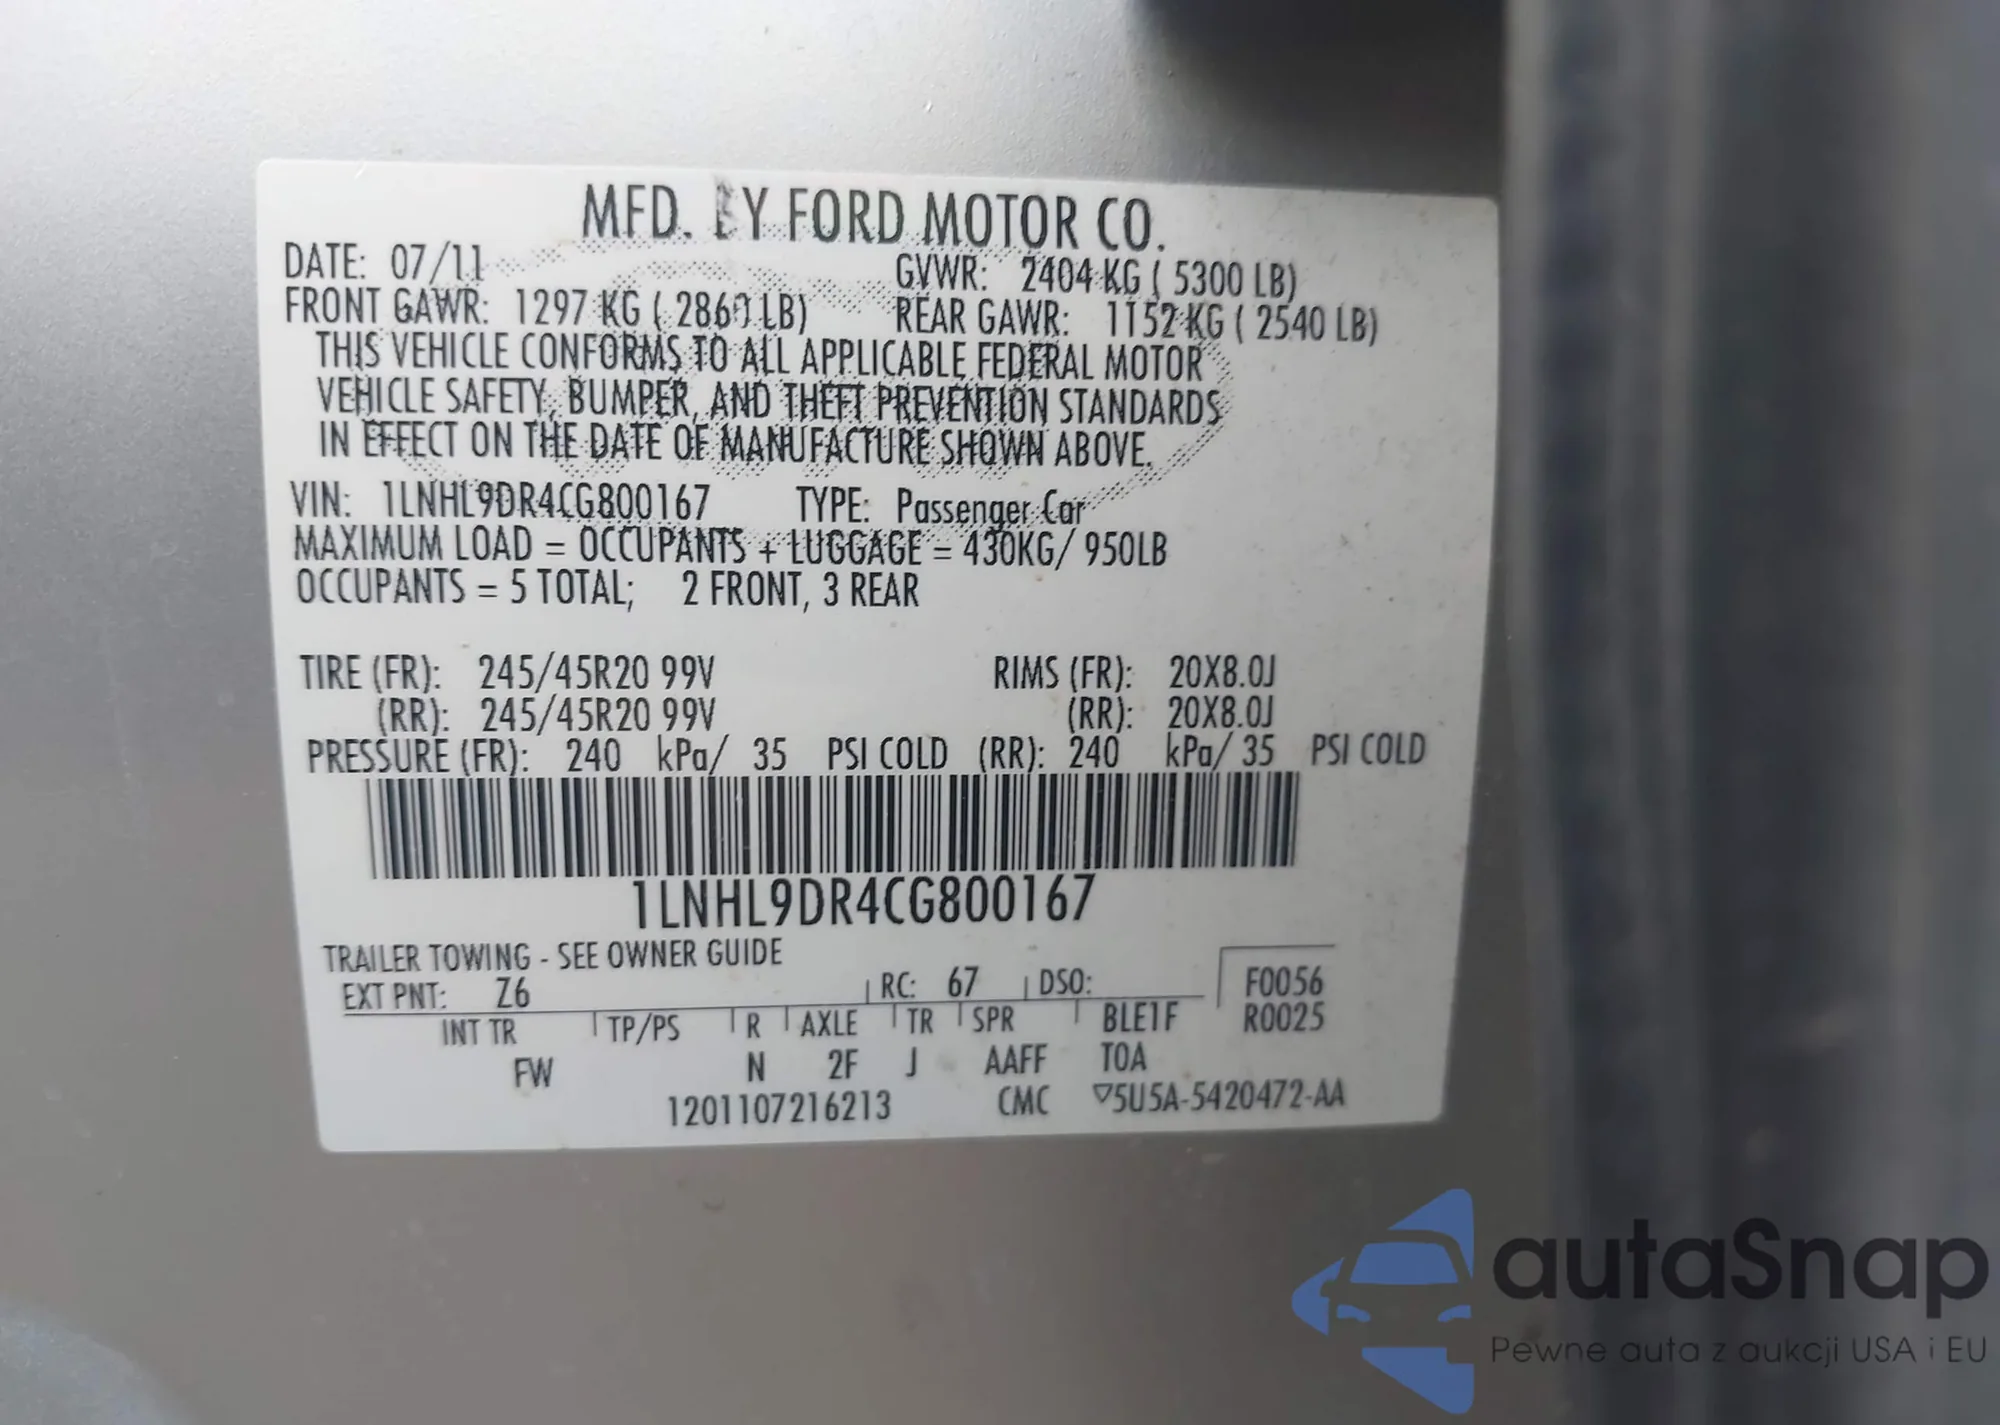 MFD. BY FORD MOTOR CO.
DATE: 07/11 GVWR: 2404 KG ( 5300 LB)
FRONT GAWR: 1297 KG ( 2860 LB) REAR GAWR: 1152 KG ( 2540 LB)
THIS VEHICLE CONFORMS TO ALL APPLICABLE FEDERAL MOTOR
VEHICLE SAFETY, BUMPER, AND THEFT PREVENTION STANDARDS
IN EFFECT ON THE DATE OF MANUFACTURE SHOWN ABOVE.
VIN: 1LNHL9DR4CG800167 TYPE: Passenger Car
MAXIMUM LOAD = OCCUPANTS + LUGGAGE = 430KG/ 950LB
OCCUPANTS = 5 TOTAL; 2 FRONT, 3 REAR
TIRE (FR): 245/45R20 99V RIMS (FR): 20X8.0J
(RR): 245/45R20 99V (RR): 20X8.0J
PRESSURE (FR): 240 kPa/ 35 PSI COLD (RR): 240 kPa/ 35 PSI COLD
1LNHL9DR4CG800167
TRAILER TOWING - SEE OWNER GUIDE
EXT PNT: Z6 RC: 67 DSO: F0056
INT TR TP/PS R AXLE TR SPR BLE1F R0025
FW N 2F J AAFF TOA
1201107216213 CMC ▽5U5A-5420472-AA
autaSnap
Pewne auta z aukcji USA i EU